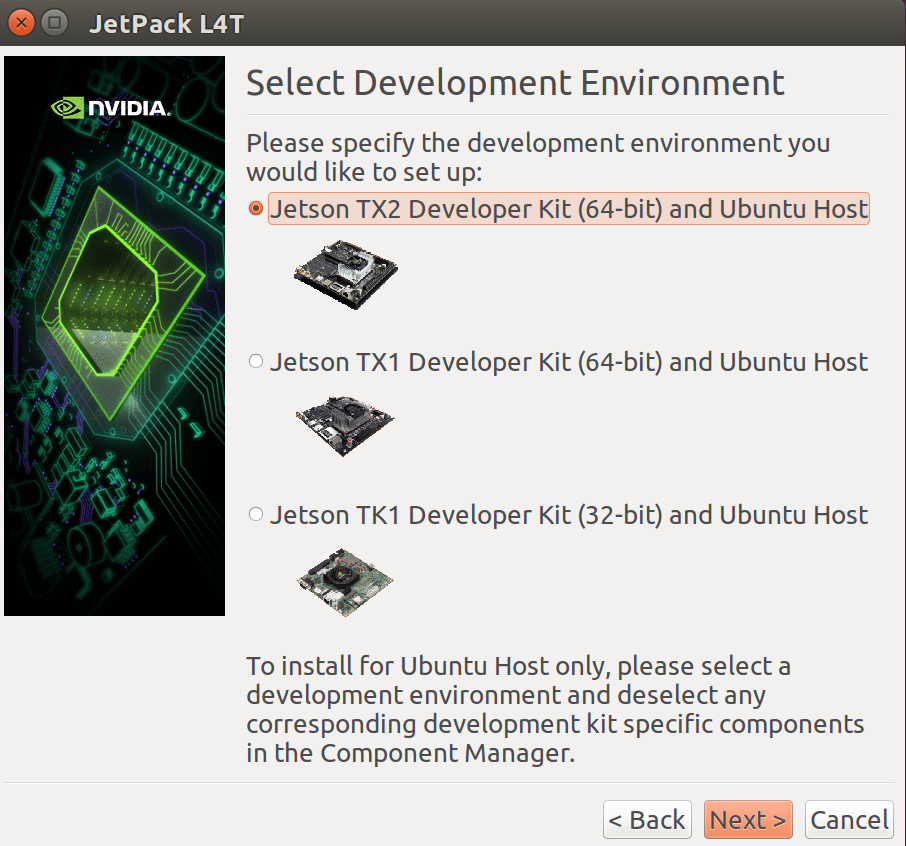 JetPack L4T
NVIDIA.
Select Development Environment
Please specify the development environment you
would like to set up:
Jetson TX2 Developer Kit (64-bit) and Ubuntu Host
Jetson TX1 Developer Kit (64-bit) and Ubuntu Host
Jetson TK1 Developer Kit (32-bit) and Ubuntu Host
To install for Ubuntu Host only, please select a
development environment and deselect any
corresponding development kit specific components
in the Component Manager.
< Back Next > Cancel